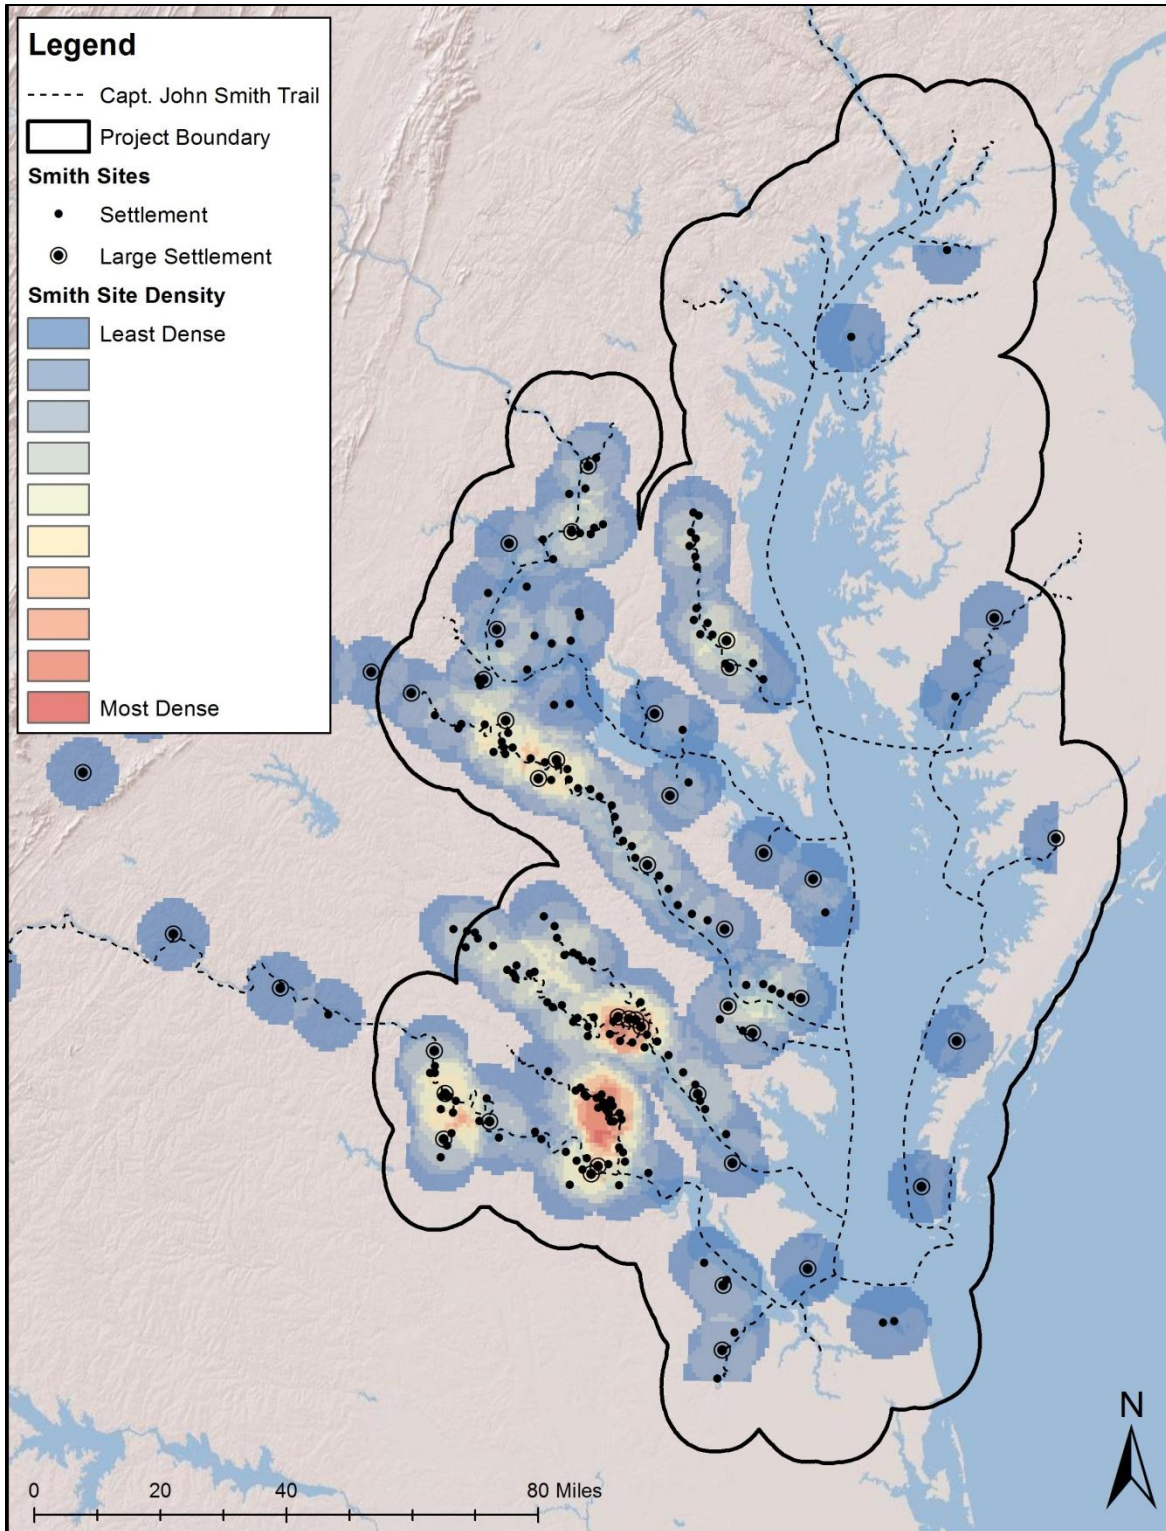 Legend
Capt. John Smith Trail
Project Boundary
Smith Sites
Settlement
Large Settlement
Smith Site Density
Least Dense
Most Dense
N
0 20 40 80 Miles